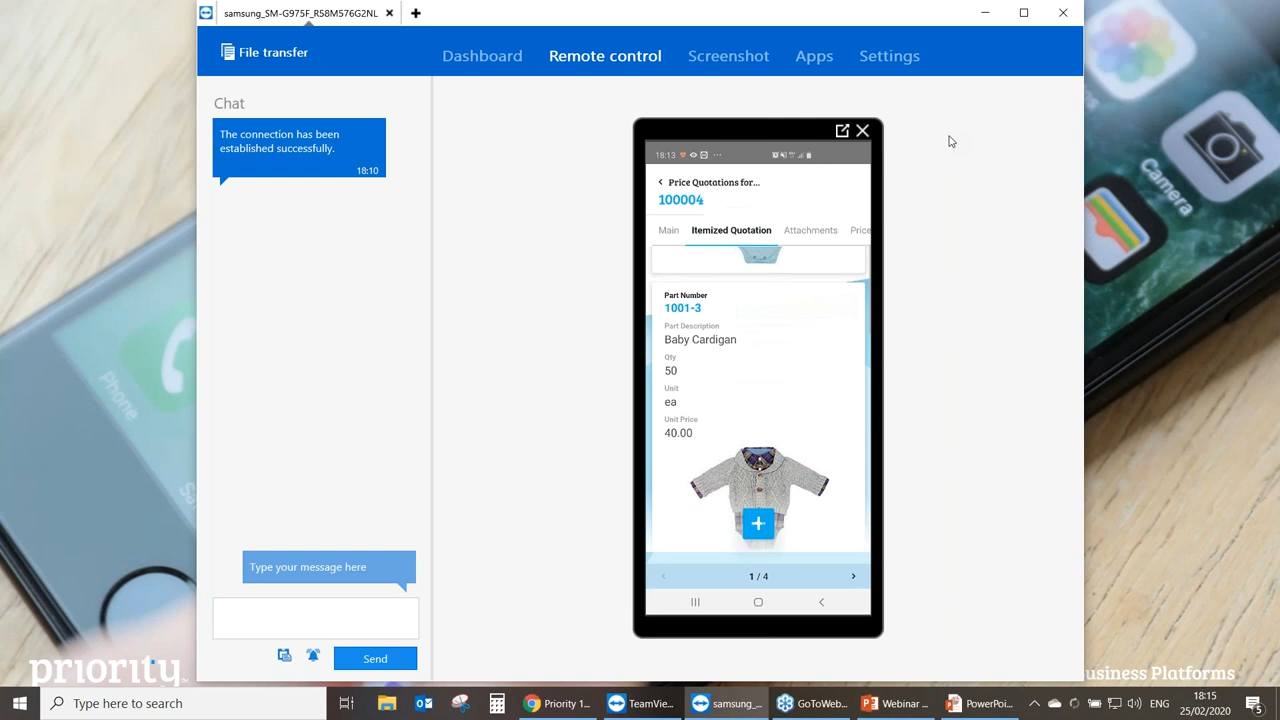 samsung_SM-G975F_R58M576G2NL
File transfer
Dashboard
Remote control
Screenshot
Apps
Settings
Chat
The connection has been
established successfully.
18:10
18:13
Price Quotations for...
100004
Main
Itemized Quotation
Attachments
Price
Part Number
1001-3
Part Description
Baby Cardigan
Qty
50
Unit
ea
Unit Price
40.00
1 / 4
Type your message here
Send
Phone
Camera
priority
usiness Platforms
Type here to search
Priority 1...
TeamVie...
samsung_...
GoToWeb...
Webinar ...
PowerPoi...
ENG
18:15
25/02/2020
5